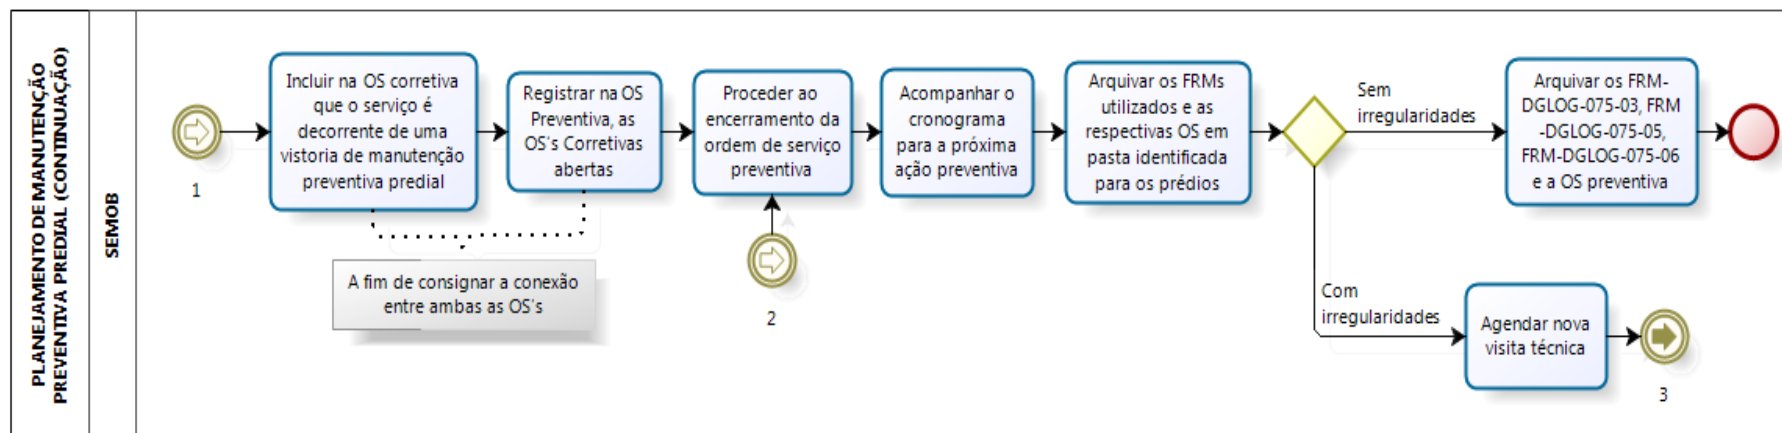 PLANEJAMENTO DE MANUTENÇÃO
PREVENTIVA PREDIAL (CONTINUAÇÃO)
SEMOB
1
Incluir na OS corretiva
que o serviço é
decorrente de uma
vistoria de manutenção
preventiva predial
Registrar na OS
Preventiva, as
OS's Corretivas
abertas
A fim de consignar a conexão
entre ambas as OS's
Proceder ao
encerramento da
ordem de serviço
preventiva
2
Acompanhar o
cronograma
para a próxima
ação preventiva
Arquivar os FRMs
utilizados e as
respectivas OS em
pasta identificada
para os prédios
Sem
irregularidades
Arquivar os FRM-
DGLOG-075-03, FRM
-DGLOG-075-05,
FRM-DGLOG-075-06
e a OS preventiva
Com
irregularidades
Agendar nova
visita técnica
3